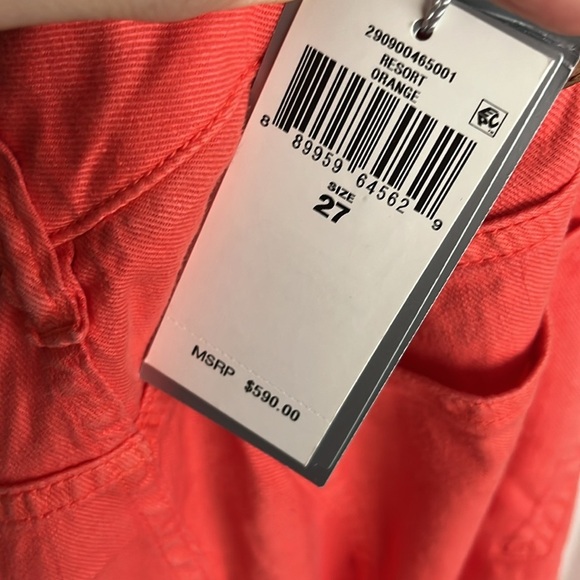 290900465001
RESORT
ORANGE
8 89959 64562 9
SIZE
27
MSRP $590.00